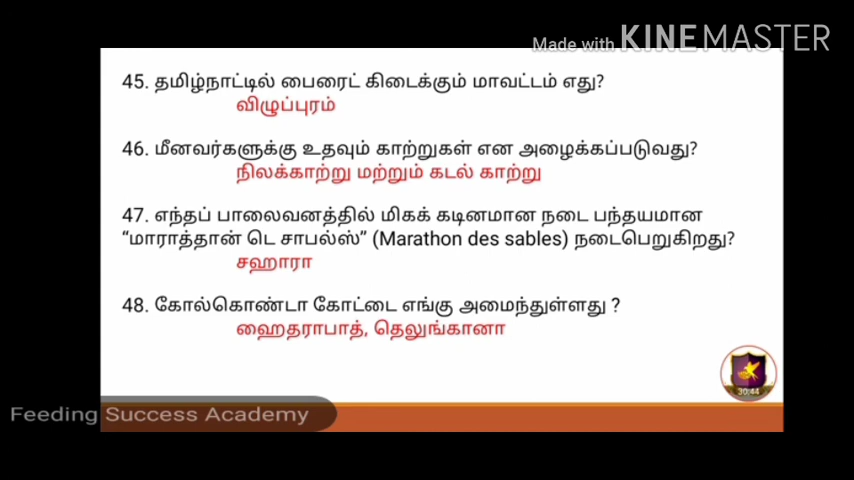 Made with KINEMASTER
45. தமிழ்நாட்டில் பைரைட் கிடைக்கும் மாவட்டம் எது?
விழுப்புரம்
46. மீனவர்களுக்கு உதவும் காற்றுகள் என அழைக்கப்படுவது?
நிலக்காற்று மற்றும் கடல் காற்று
47. எந்தப் பாலைவனத்தில் மிகக் கடினமான நடை பந்தயமான
“மாராத்தான் டெ சாபல்ஸ்” (Marathon des sables) நடைபெறுகிறது?
சஹாரா
48. கோல்கொண்டா கோட்டை எங்கு அமைந்துள்ளது ?
ஹைதராபாத், தெலுங்கானா
30:44
Feeding Success Academy